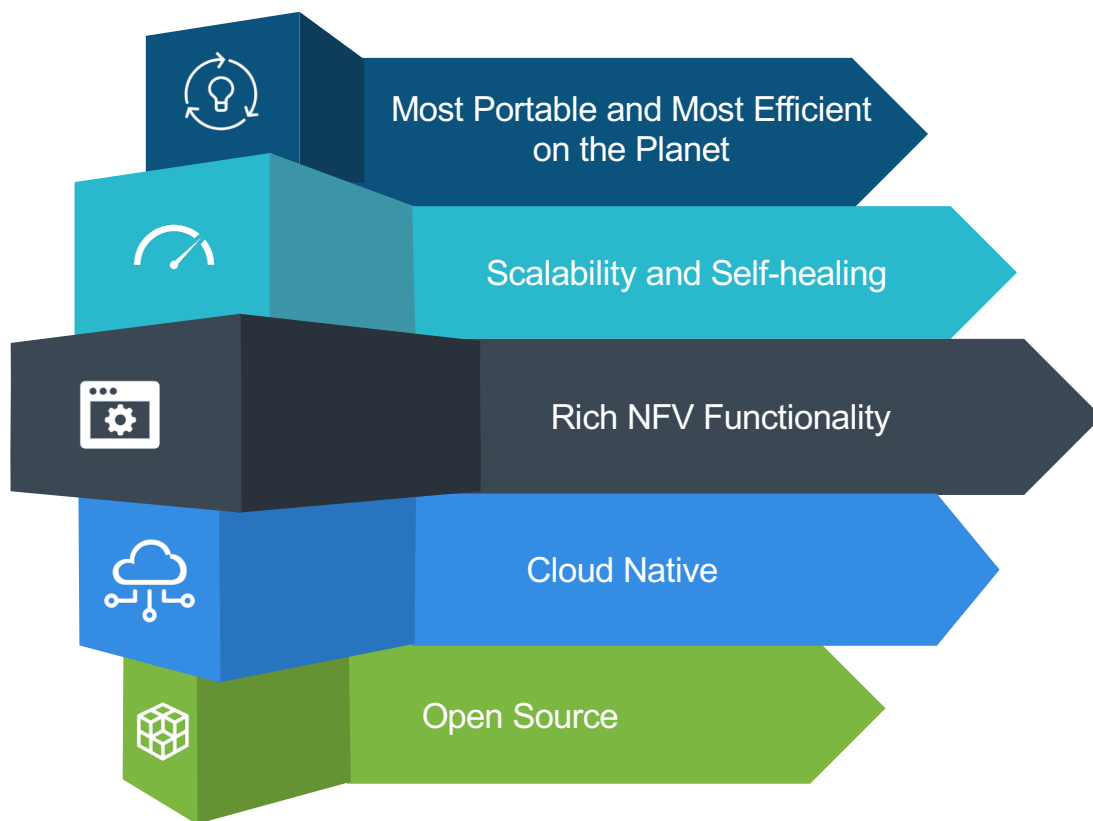 Most Portable and Most Efficient
on the Planet
Scalability and Self-healing
Rich NFV Functionality
Cloud Native
Open Source